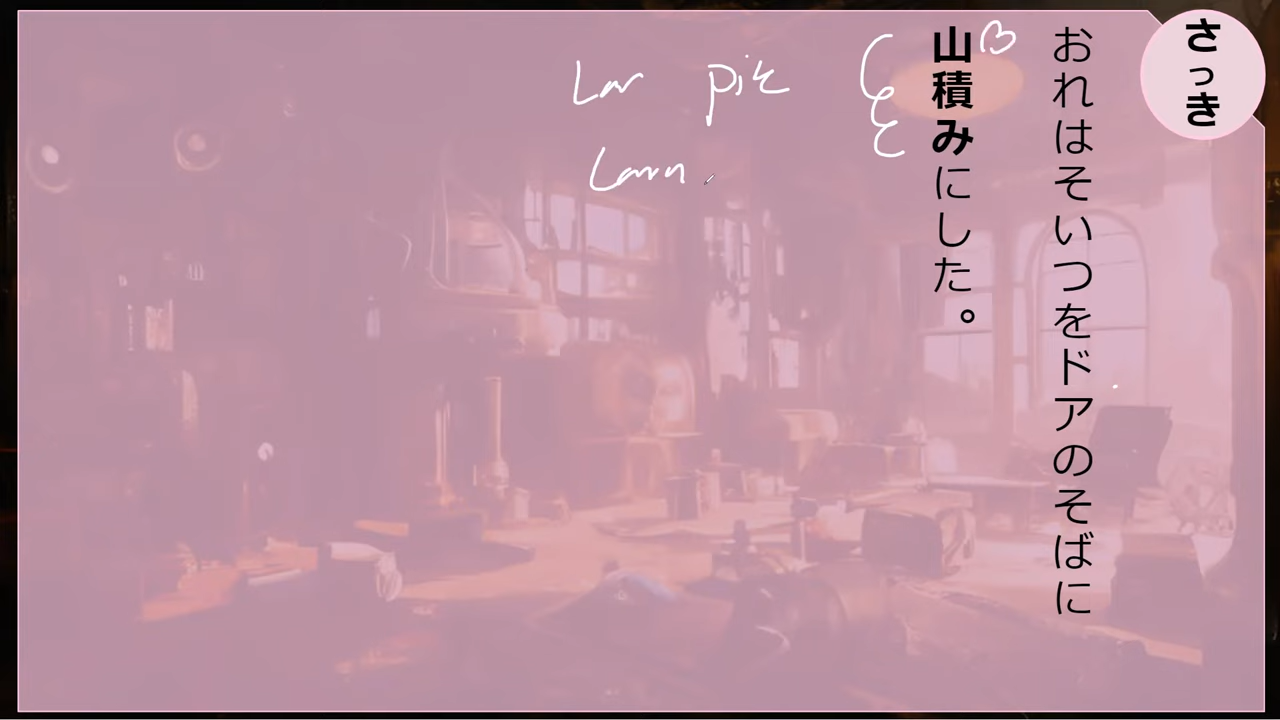 さっき
おれはそいつをドアのそばに
山積みにした。